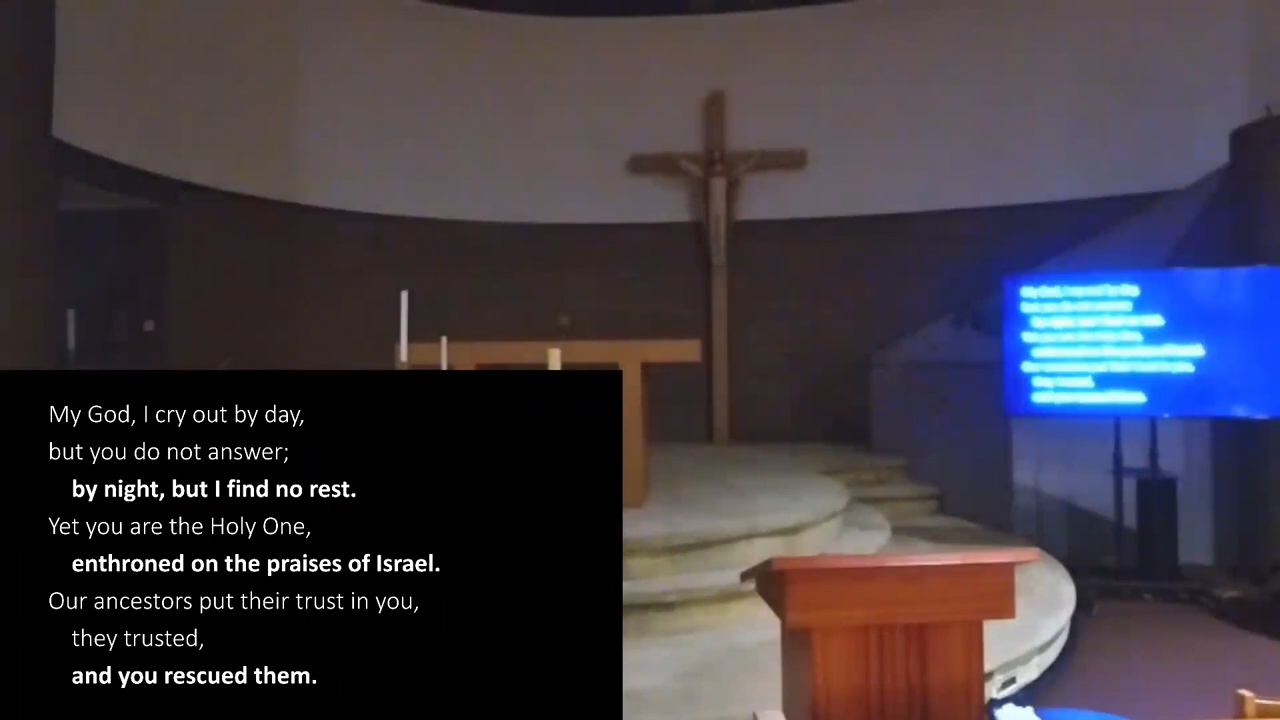 My God, I cry out by day,
but you do not answer;
by night, but I find no rest.
Yet you are the Holy One,
enthroned on the praises of Israel.
Our ancestors put their trust in you,
they trusted,
and you rescued them.